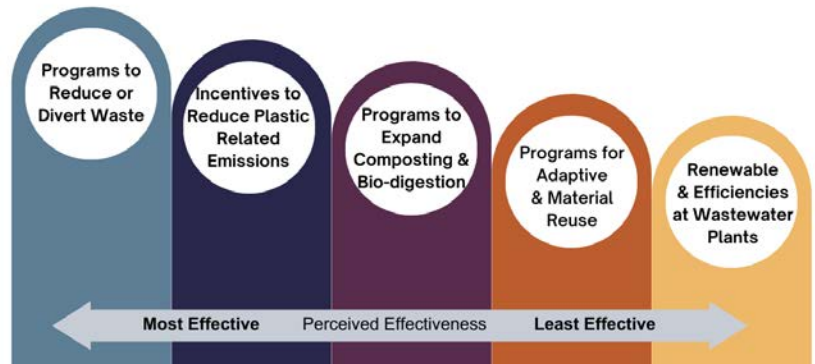 Programs to
Reduce or
Divert Waste
Incentives to
Reduce Plastic
Related
Emissions
Programs to
Expand
Composting &
Bio-digestion
Programs for
Adaptive
& Material
Reuse
Renewable
& Efficiencies
at Wastewater
Plants
Most Effective Perceived Effectiveness Least Effective